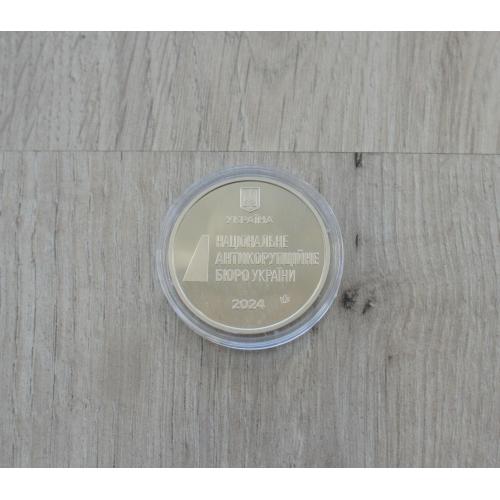 УКРАЇНА
НАЦІОНАЛЬНЕ
АНТИКОРУПЦІЙНЕ
БЮРО УКРАЇНИ
2024